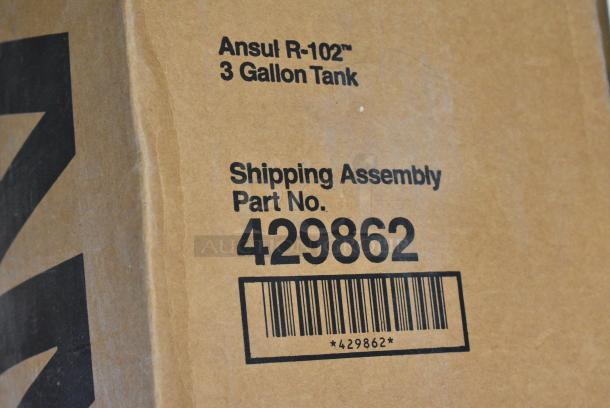 Ansul R-102™
3 Gallon Tank
Shipping Assembly
Part No.
429862
*429862*